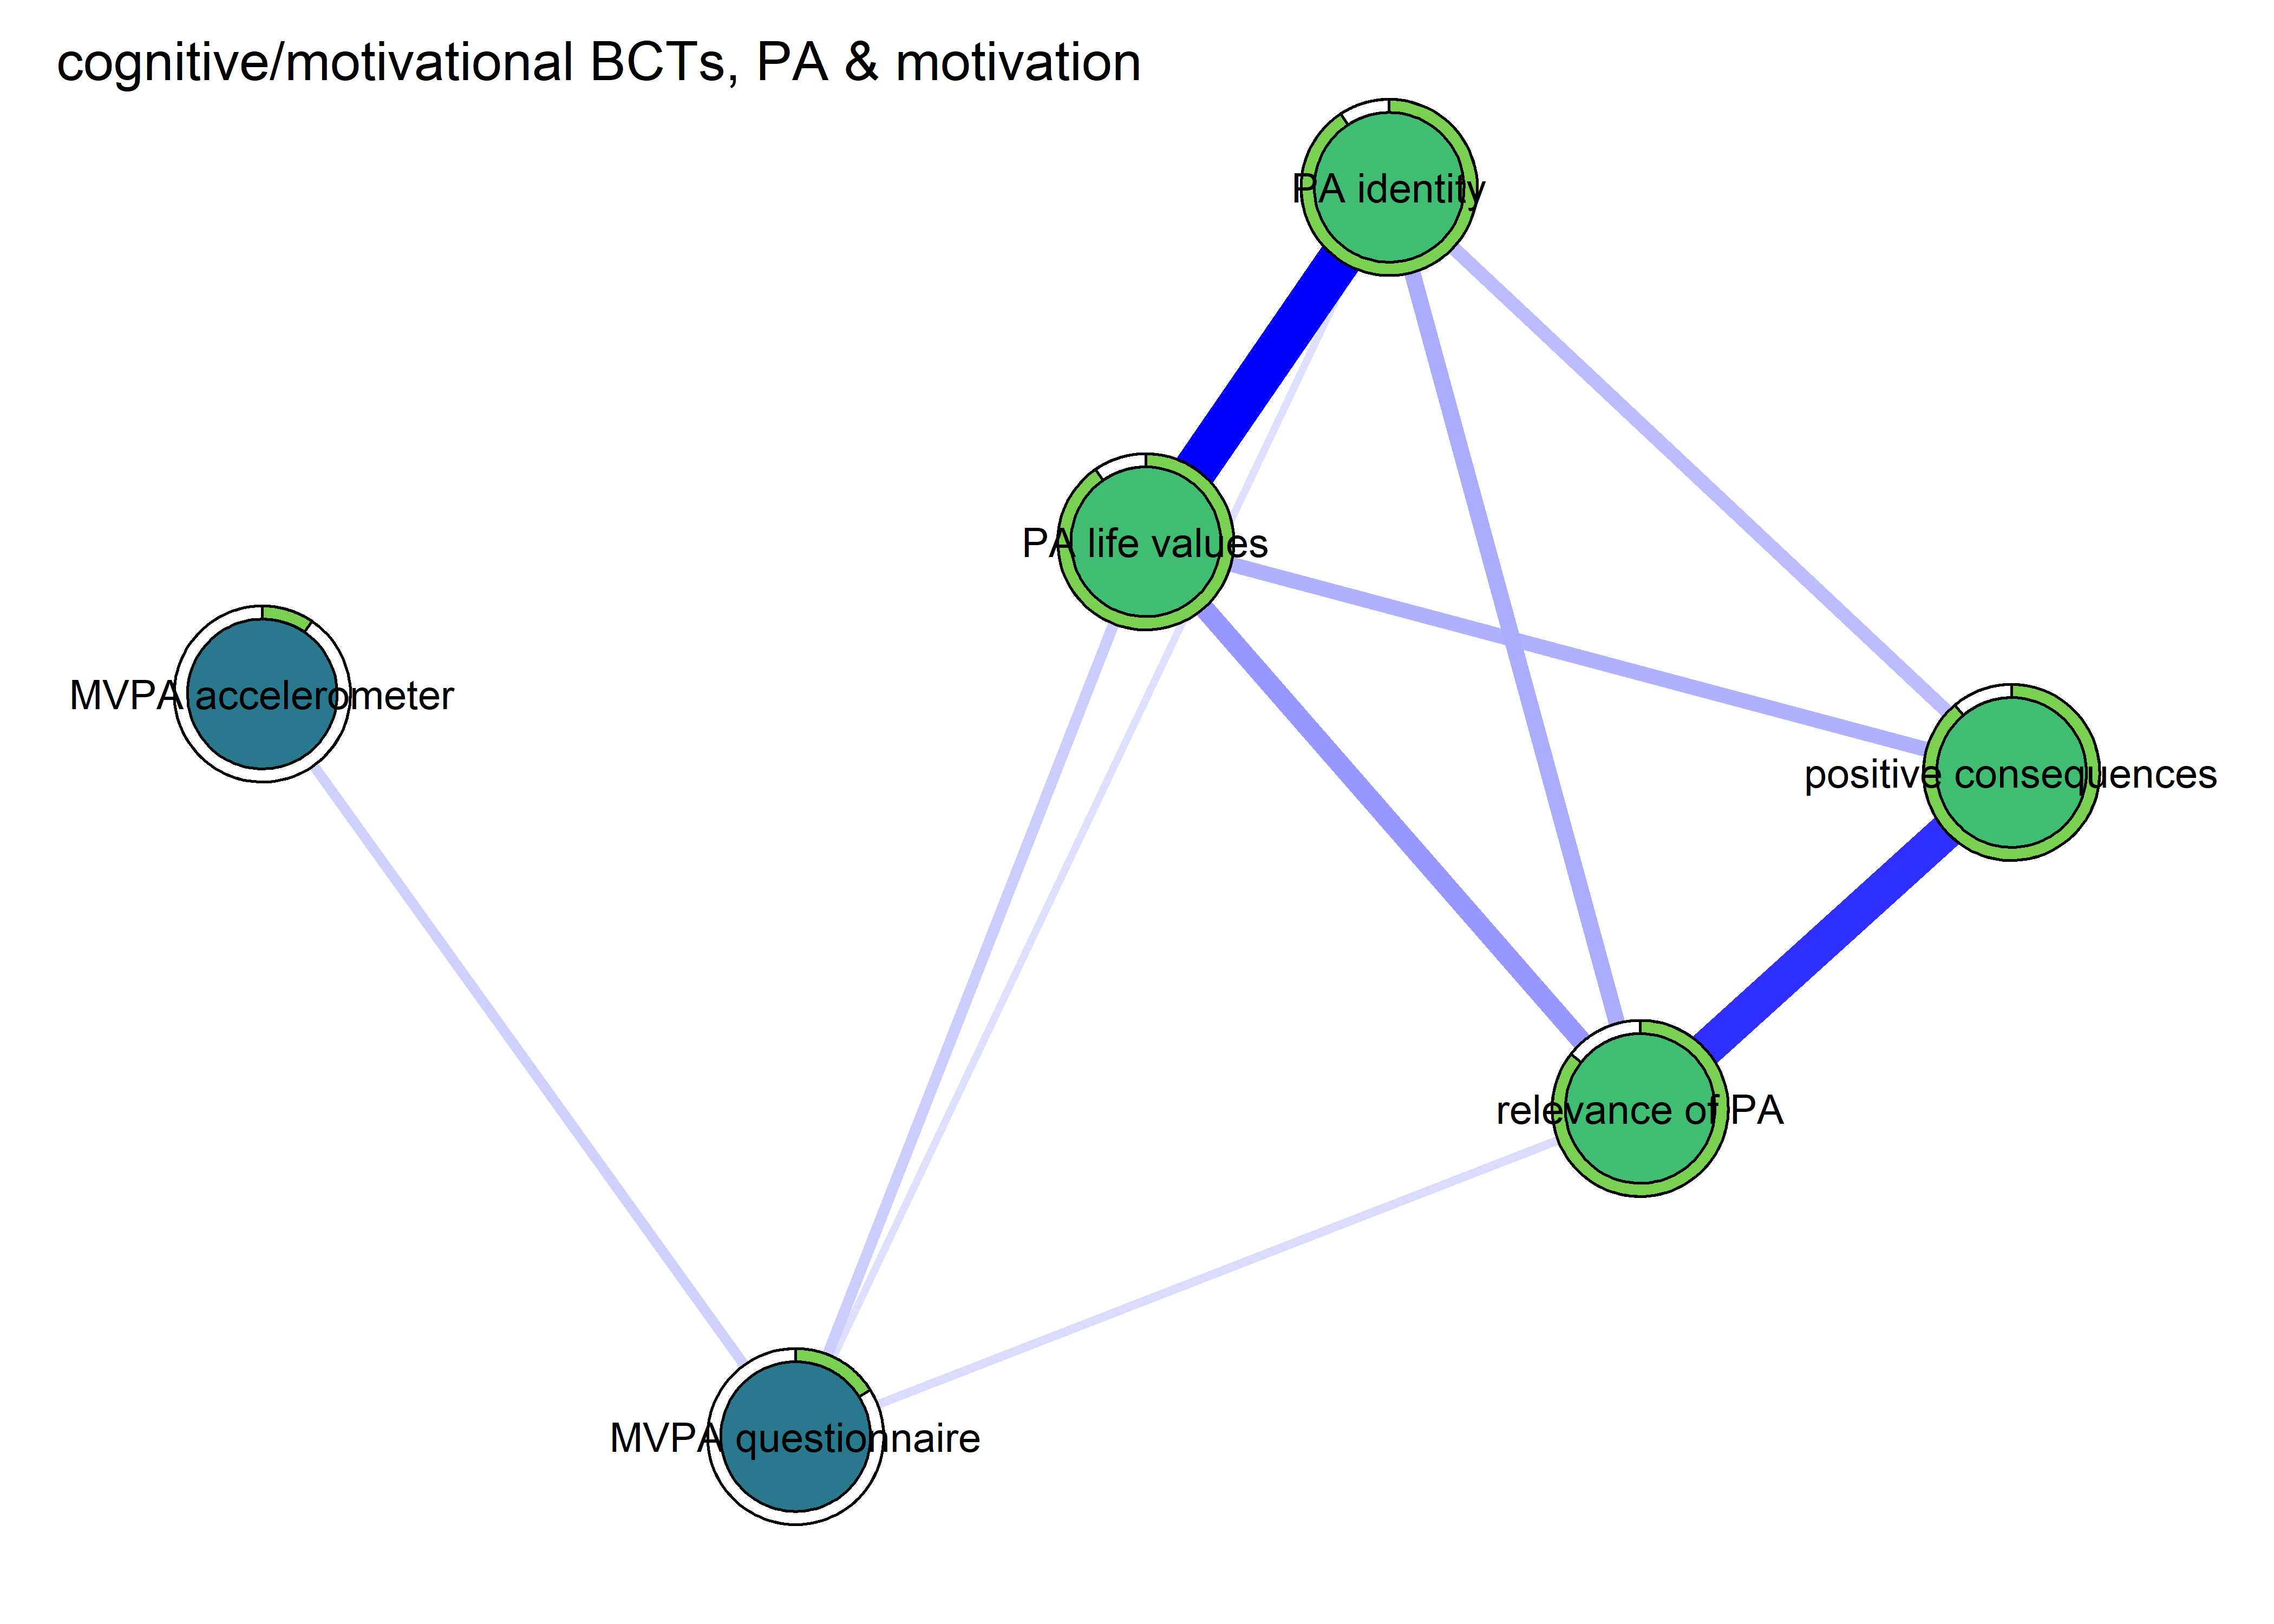 cognitive/motivational BCTs, PA & motivation
PA identity
PA life values
MVPA accelerometer
positive consequences
relevance of PA
MVPA questionnaire